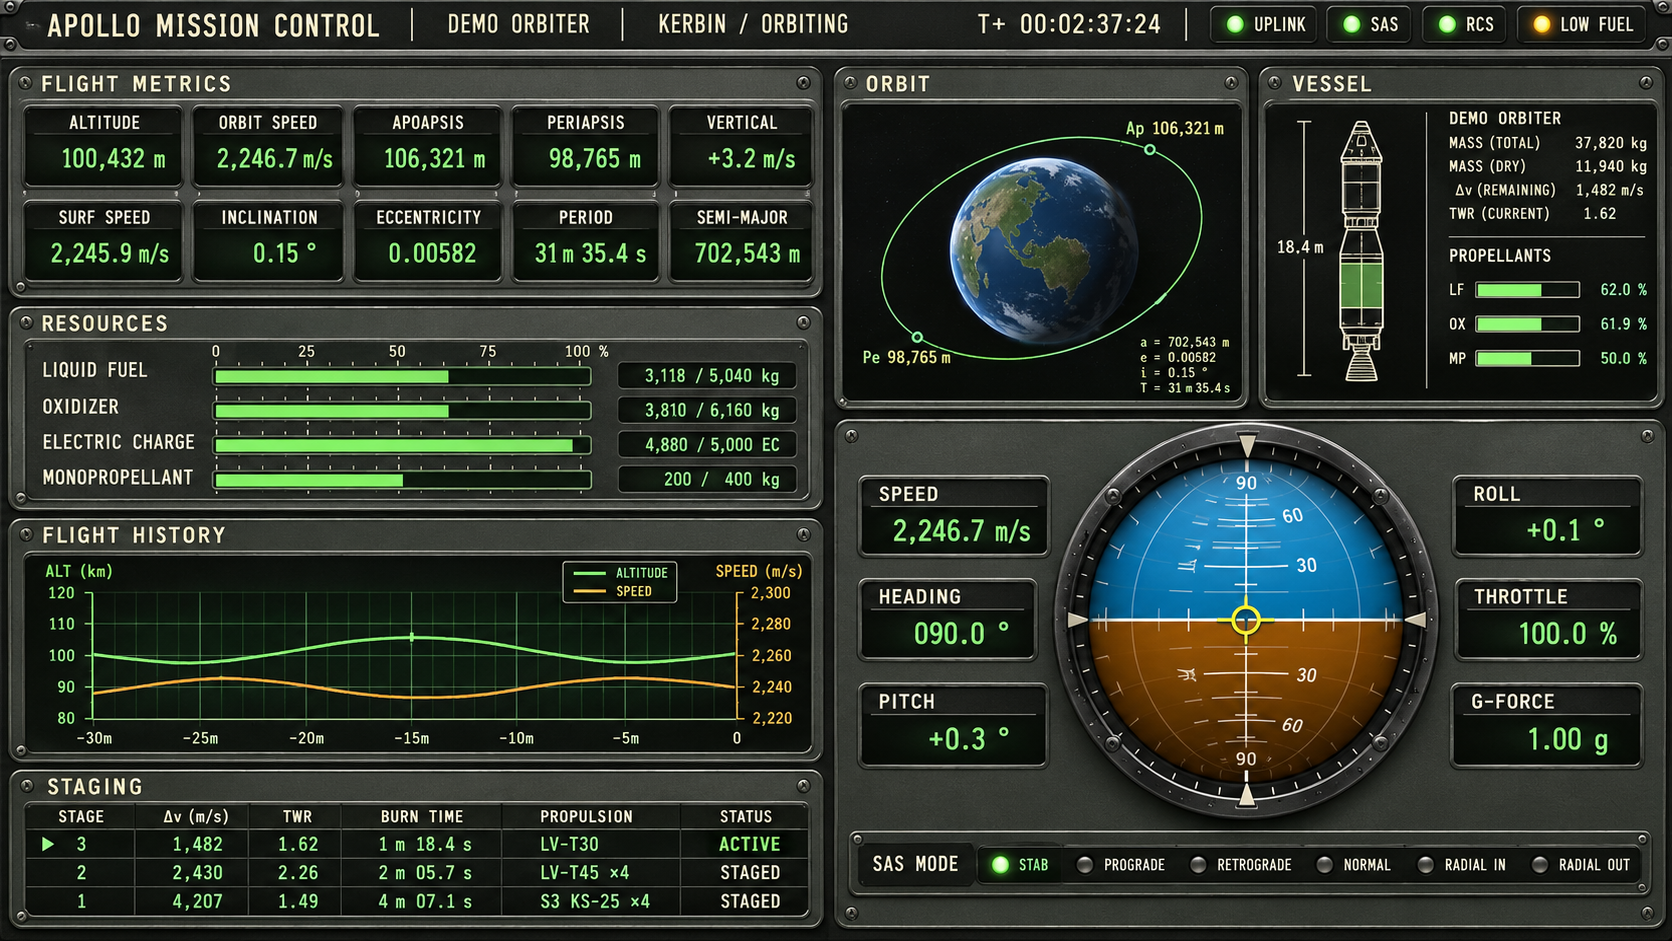 APOLLO MISSION CONTROL
DEMO ORBITER
KERBIN / ORBITING
T+ 00:02:37:24
UPLINK
SAS
RCS
LOW FUEL
FLIGHT METRICS
ALTITUDE
100,432 m
ORBIT SPEED
2,246.7 m/s
APOAPSIS
106,321 m
PERIAPSIS
98,765 m
VERTICAL
+3.2 m/s
SURF SPEED
2,245.9 m/s
INCLINATION
0.15 °
ECCENTRICITY
0.00582
PERIOD
31m 35.4 s
SEMI-MAJOR
702,543 m
RESOURCES
0 25 50 75 100 %
LIQUID FUEL
3,118 / 5,040 kg
OXIDIZER
3,810 / 6,160 kg
ELECTRIC CHARGE
4,880 / 5,000 EC
MONOPROPELLANT
200 / 400 kg
FLIGHT HISTORY
ALT (km)
ALTITUDE
SPEED
SPEED (m/s)
120
110
100
90
80
2,300
2,280
2,260
2,240
2,220
-30m -25m -20m -15m -10m -5m 0
STAGING
STAGE Δv (m/s) TWR BURN TIME PROPULSION STATUS
3 1,482 1.62 1 m 18.4 s LV-T30 ACTIVE
2 2,430 2.26 2 m 05.7 s LV-T45 ×4 STAGED
1 4,207 1.49 4 m 07.1 s S3 KS-25 ×4 STAGED
ORBIT
Ap 106,321 m
Pe 98,765 m
a = 702,543 m
e = 0.00582
i = 0.15 °
T = 31 m 35.4 s
VESSEL
18.4 m
DEMO ORBITER
MASS (TOTAL) 37,820 kg
MASS (DRY) 11,940 kg
Δv (REMAINING) 1,482 m/s
TWR (CURRENT) 1.62
PROPELLANTS
LF 62.0 %
OX 61.9 %
MP 50.0 %
SPEED
2,246.7 m/s
HEADING
090.0 °
PITCH
+0.3 °
90
60
30
30
60
90
ROLL
+0.1 °
THROTTLE
100.0 %
G-FORCE
1.00 g
SAS MODE
STAB
PROGRADE
RETROGRADE
NORMAL
RADIAL IN
RADIAL OUT